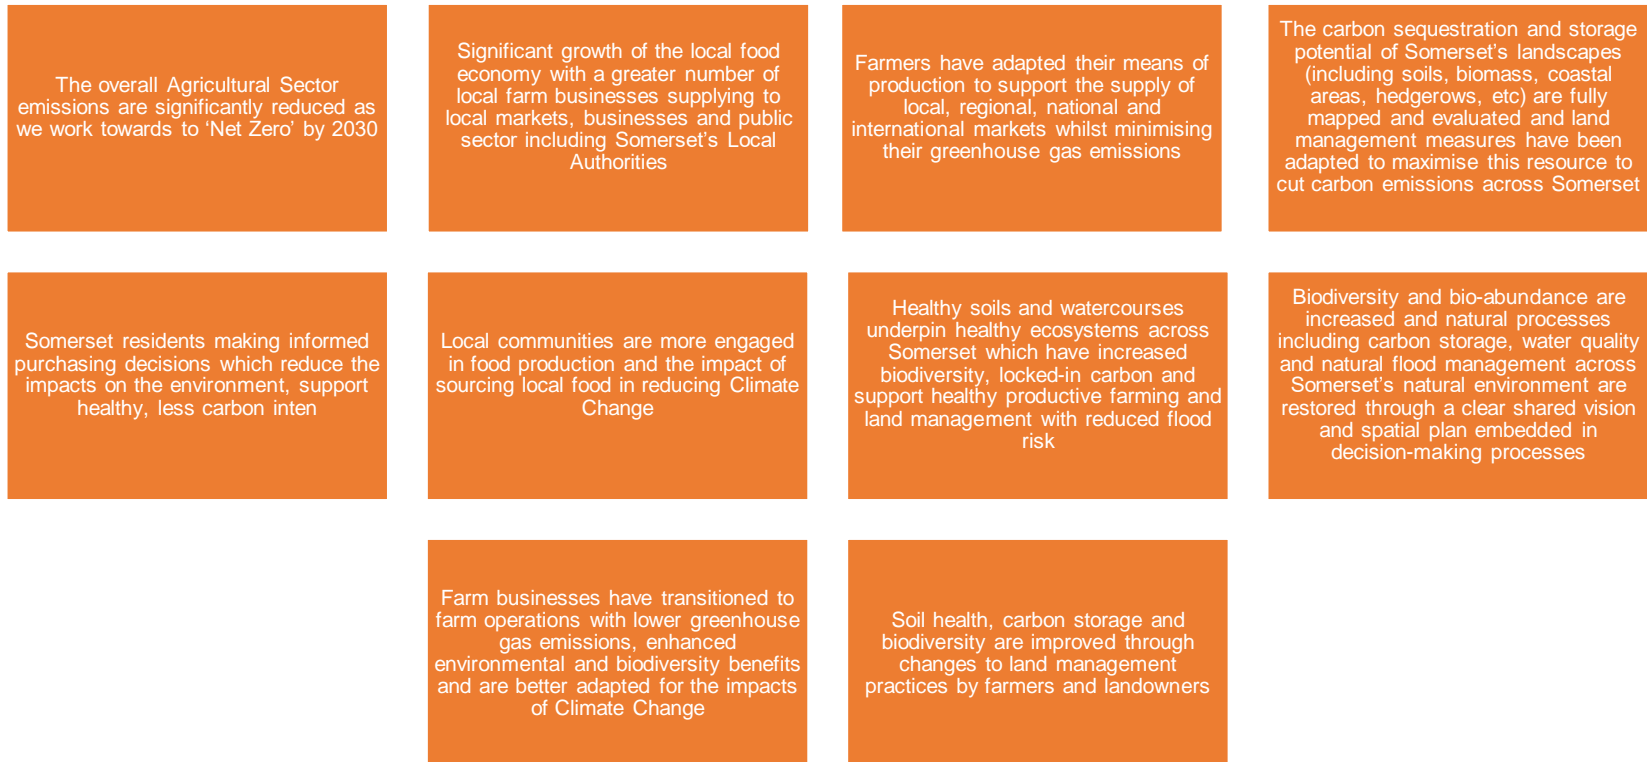 The overall Agricultural Sector
emissions are significantly reduced as
we work towards to ‘Net Zero’ by 2030
Significant growth of the local food
economy with a greater number of
local farm businesses supplying to
local markets, businesses and public
sector including Somerset’s Local
Authorities
Farmers have adapted their means of
production to support the supply of
local, regional, national and
international markets whilst minimising
their greenhouse gas emissions
The carbon sequestration and storage
potential of Somerset’s landscapes
(including soils, biomass, coastal
areas, hedgerows, etc) are fully
mapped and evaluated and land
management measures have been
adapted to maximise this resource to
cut carbon emissions across Somerset
Somerset residents making informed
purchasing decisions which reduce the
impacts on the environment, support
healthy, less carbon inten
Local communities are more engaged
in food production and the impact of
sourcing local food in reducing Climate
Change
Healthy soils and watercourses
underpin healthy ecosystems across
Somerset which have increased
biodiversity, locked-in carbon and
support healthy productive farming and
land management with reduced flood
risk
Biodiversity and bio-abundance are
increased and natural processes
including carbon storage, water quality
and natural flood management across
Somerset’s natural environment are
restored through a clear shared vision
and spatial plan embedded in
decision-making processes
Farm businesses have transitioned to
farm operations with lower greenhouse
gas emissions, enhanced
environmental and biodiversity benefits
and are better adapted for the impacts
of Climate Change
Soil health, carbon storage and
biodiversity are improved through
changes to land management
practices by farmers and landowners